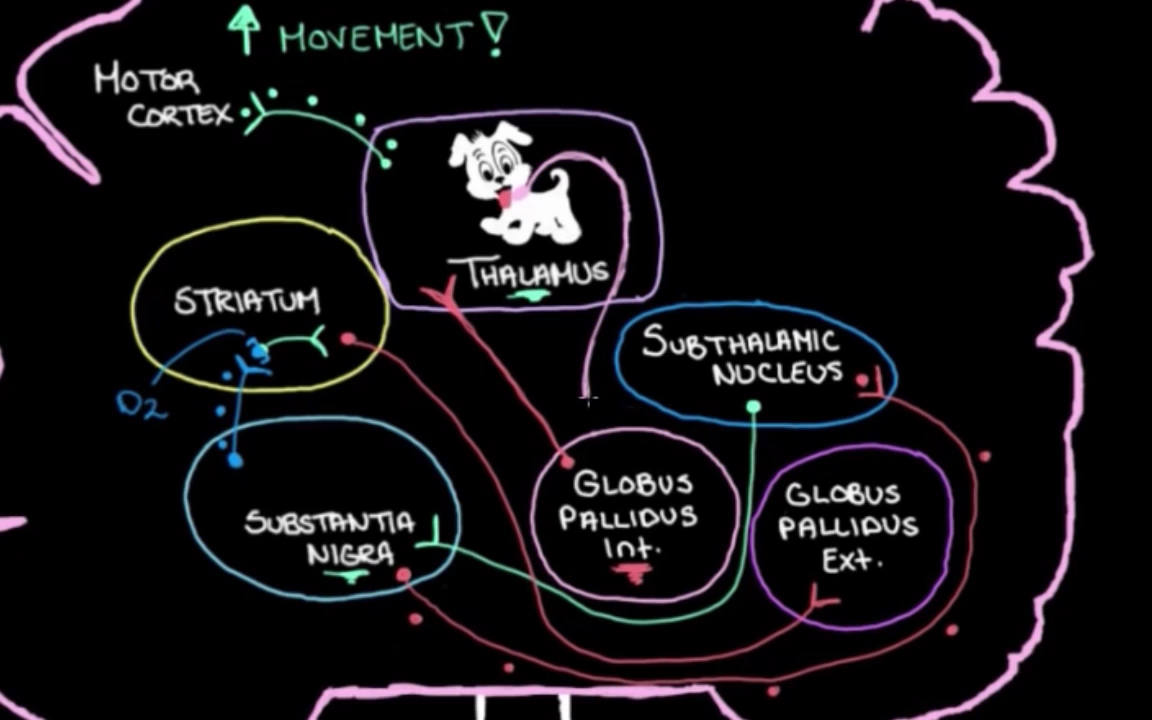 ↑ MOVEMENT!
MOTOR
CORTEX
THALAMUS
STRIATUM
SUBTHALAMIC
NUCLEUS
D2
GLOBUS
PALLIDUS
Int.
GLOBUS
PALLIDUS
Ext.
SUBSTANTIA
NIGRA